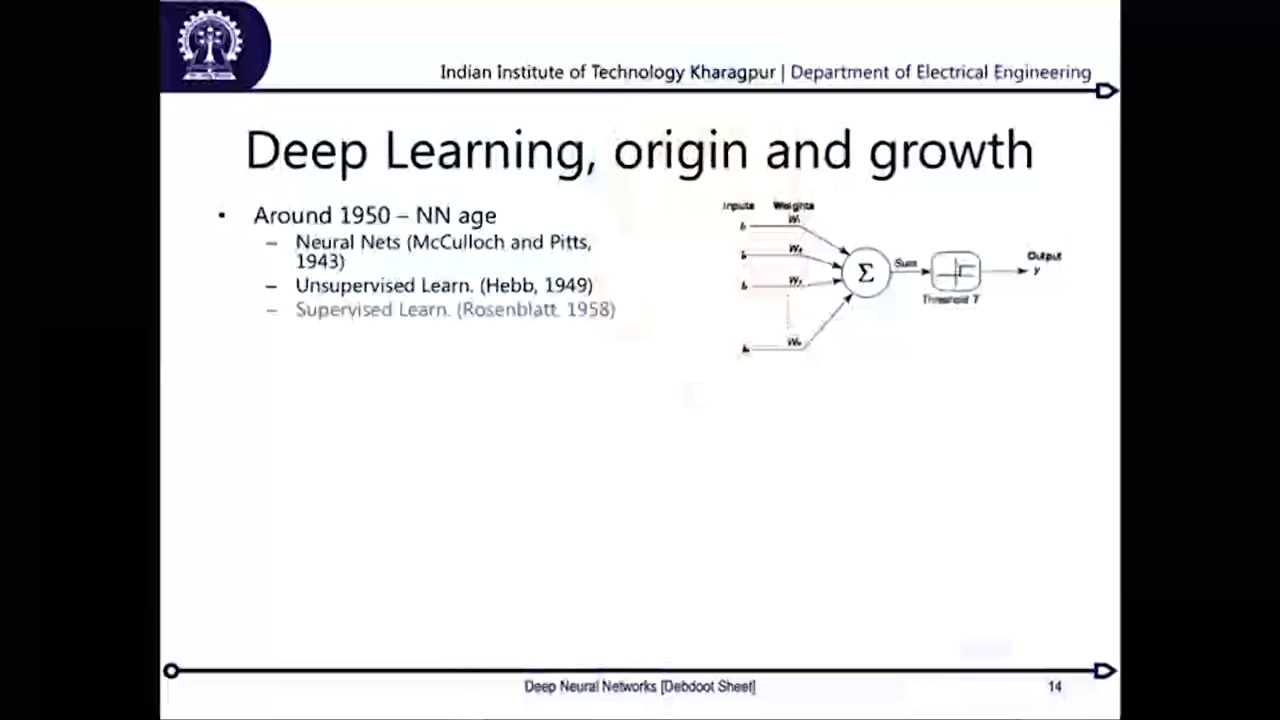 Indian Institute of Technology Kharagpur | Department of Electrical Engineering
Deep Learning, origin and growth
• Around 1950 – NN age
– Neural Nets (McCulloch and Pitts,
1943)
– Unsupervised Learn. (Hebb, 1949)
– Supervised Learn. (Rosenblatt, 1958)
Inputs Weights
Σ
Sum
Threshold T
Output
y
Deep Neural Networks [Debdoot Sheet]
14